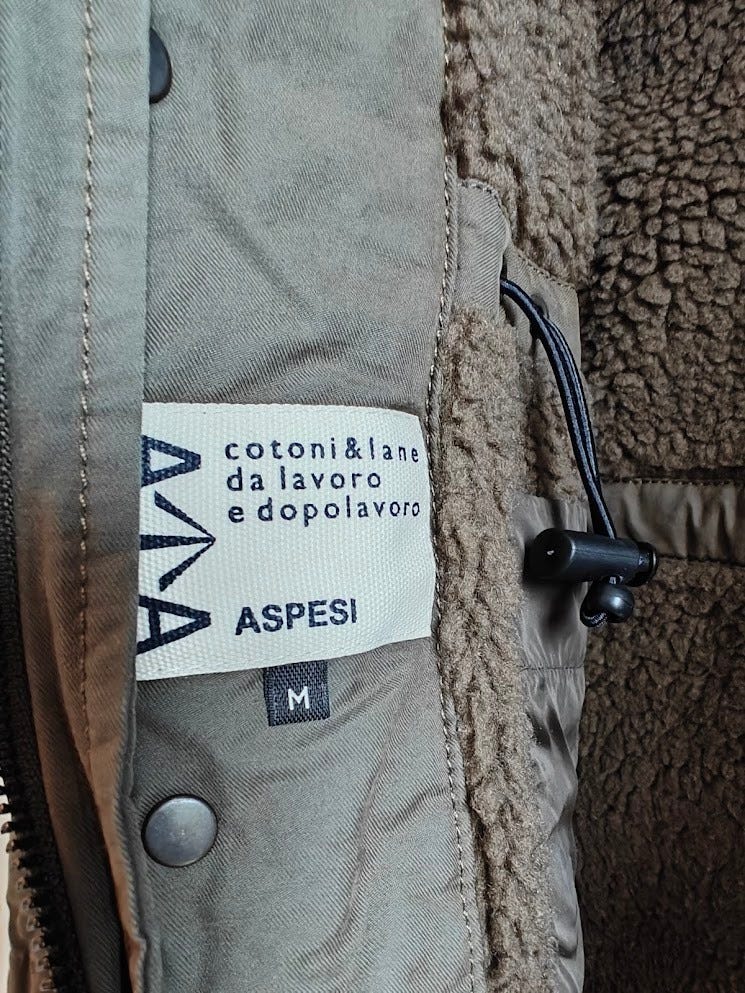 cotoni&lane
da lavoro
e dopolavoro
ASPESI
M